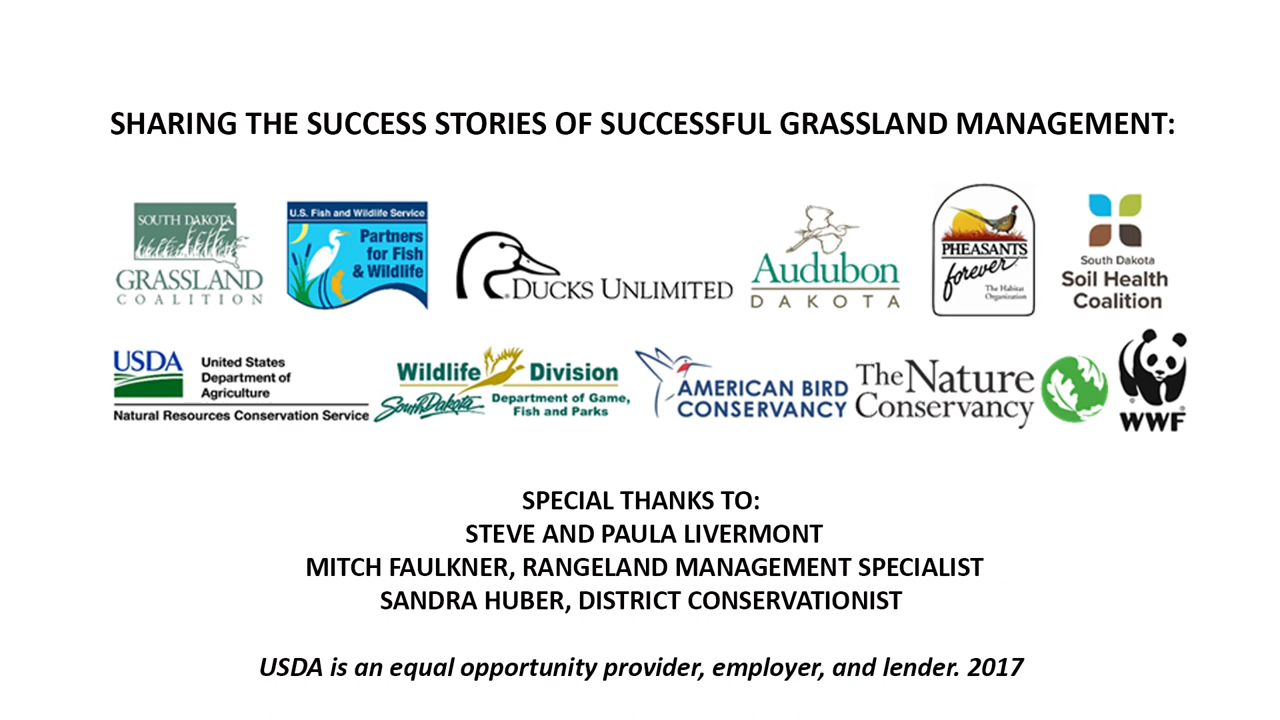 SHARING THE SUCCESS STORIES OF SUCCESSFUL GRASSLAND MANAGEMENT:
SOUTH DAKOTA
GRASSLAND
COALITION
U.S. Fish and Wildlife Service
Partners
for Fish
& Wildlife
DUCKS UNLIMITED
Audubon
DAKOTA
PHEASANTS
forever
The Habitat
Organization
South Dakota
Soil Health
Coalition
USDA
United States
Department of
Agriculture
Natural Resources Conservation Service
Wildlife Division
South Dakota
Department of Game,
Fish and Parks
AMERICAN BIRD
CONSERVANCY
The Nature
Conservancy
WWF
SPECIAL THANKS TO:
STEVE AND PAULA LIVERMONT
MITCH FAULKNER, RANGELAND MANAGEMENT SPECIALIST
SANDRA HUBER, DISTRICT CONSERVATIONIST
USDA is an equal opportunity provider, employer, and lender. 2017